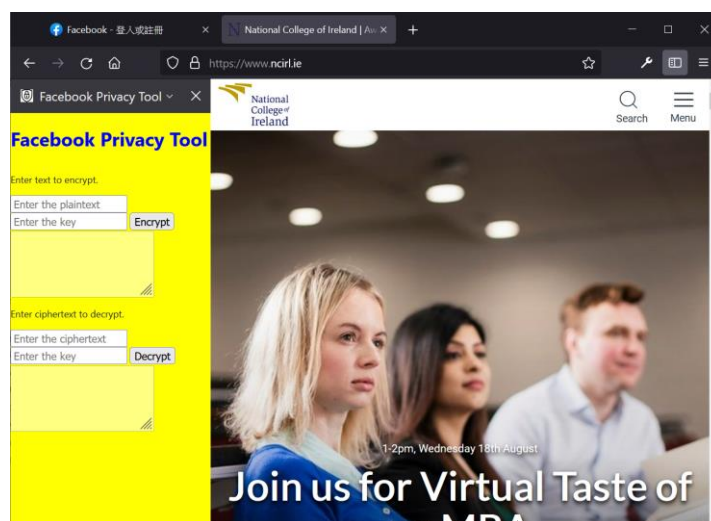 Facebook - 登入或註冊
National College of Ireland | Aw
https://www.ncirl.ie
Facebook Privacy Tool
National
College of
Ireland
Search
Menu
Facebook Privacy Tool
Enter text to encrypt.
Enter the plaintext
Enter the key
Encrypt
Enter ciphertext to decrypt.
Enter the ciphertext
Enter the key
Decrypt
1-2pm, Wednesday 18th August
Join us for Virtual Taste of
MBA